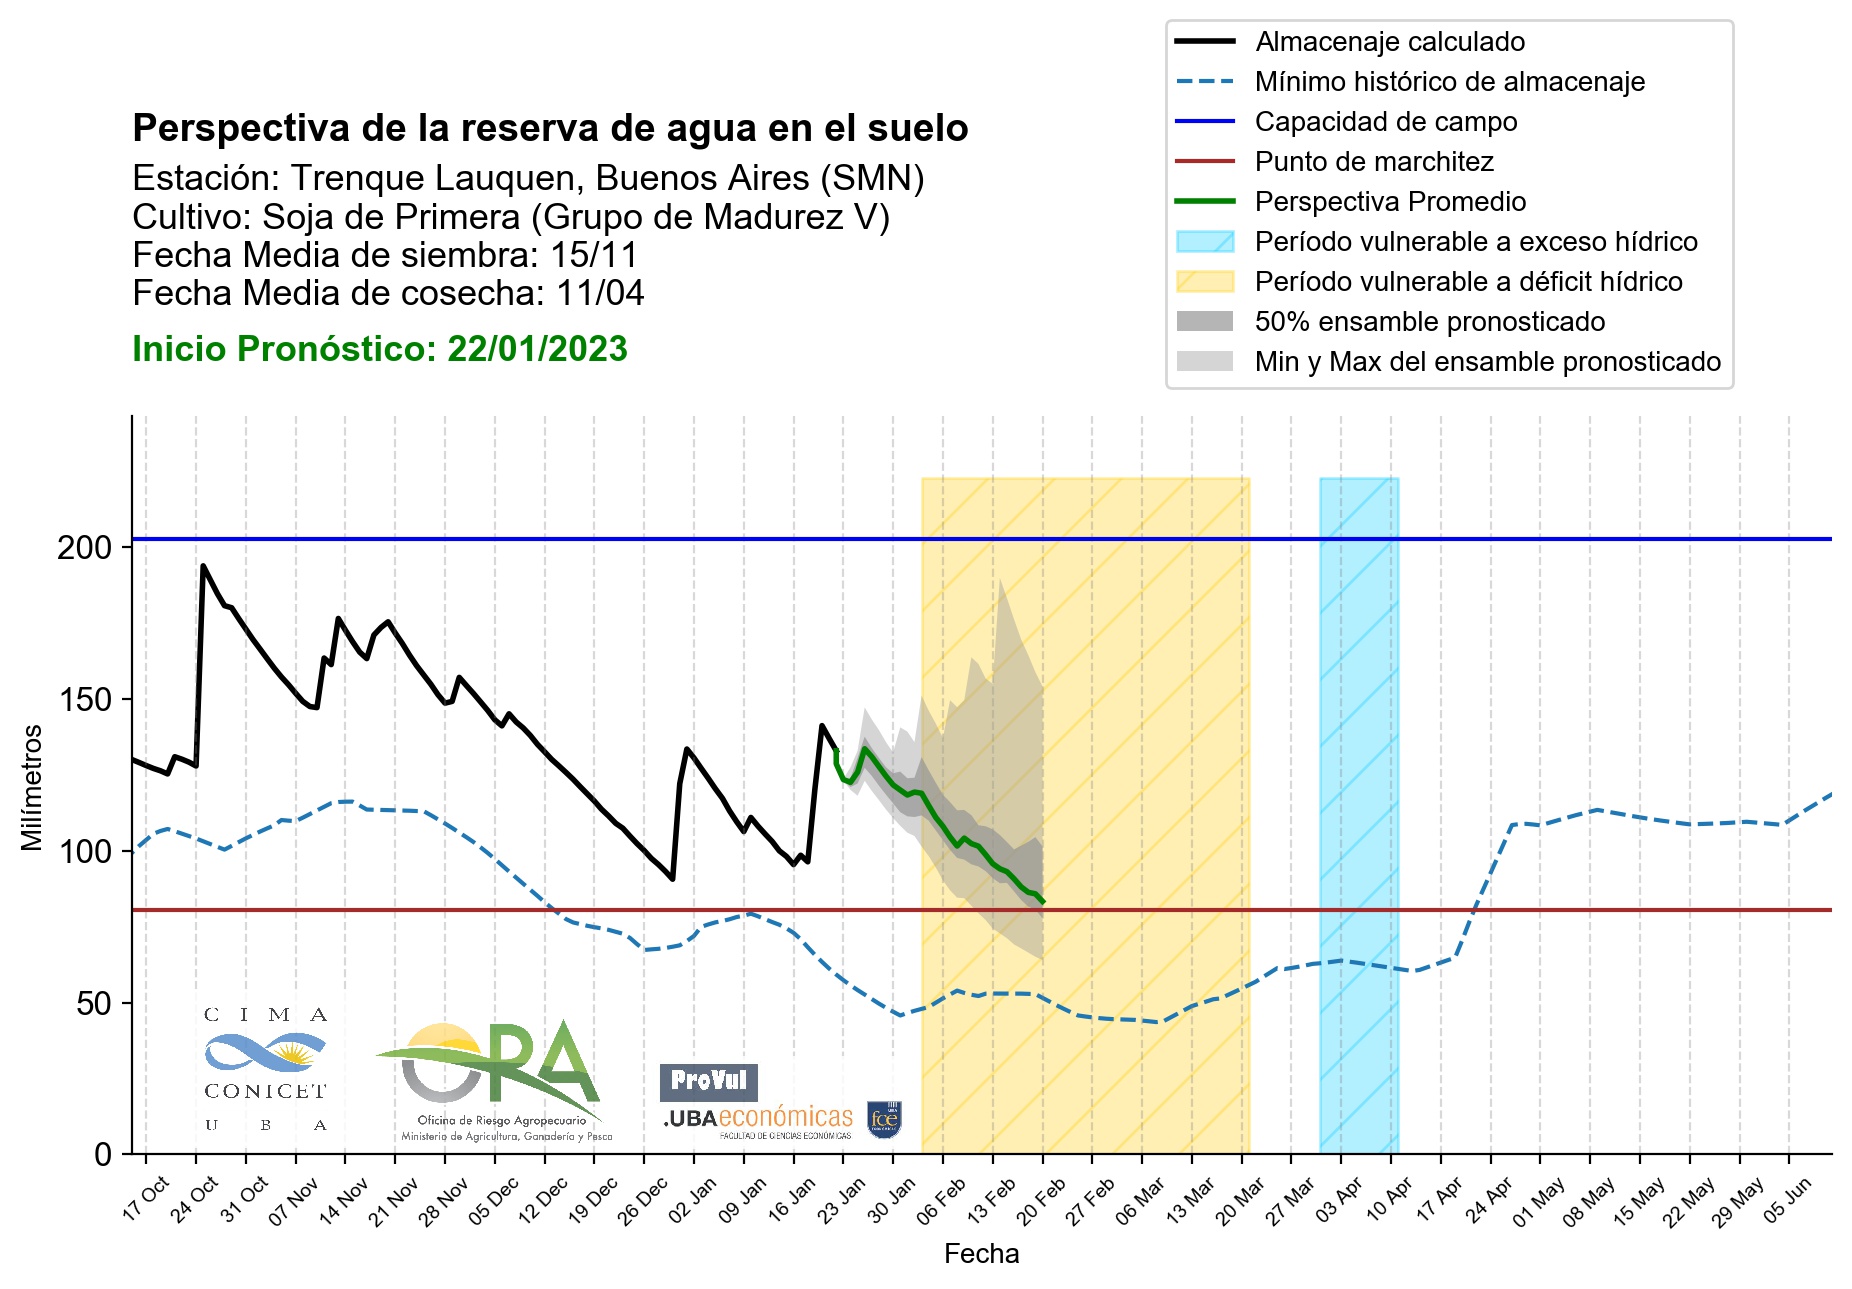 Almacenaje calculado
Mínimo histórico de almacenaje
Capacidad de campo
Punto de marchitez
Perspectiva Promedio
Período vulnerable a exceso hídrico
Período vulnerable a déficit hídrico
50% ensamble pronosticado
Min y Max del ensamble pronosticado
Perspectiva de la reserva de agua en el suelo
Estación: Trenque Lauquen, Buenos Aires (SMN)
Cultivo: Soja de Primera (Grupo de Madurez V)
Fecha Media de siembra: 15/11
Fecha Media de cosecha: 11/04
Inicio Pronóstico: 22/01/2023
Milímetros
200
150
100
50
0
CIMA
CONICET
UBA
ORA
Oficina de Riesgo Agropecuario
Ministerio de Agricultura, Ganadería y Pesca
ProVul
.UBAeconómicas
FACULTAD DE CIENCIAS ECONÓMICAS
UBA
fce
17 Oct
24 Oct
31 Oct
07 Nov
14 Nov
21 Nov
28 Nov
05 Dec
12 Dec
19 Dec
26 Dec
02 Jan
09 Jan
16 Jan
23 Jan
30 Jan
06 Feb
13 Feb
20 Feb
27 Feb
06 Mar
13 Mar
20 Mar
27 Mar
03 Apr
10 Apr
17 Apr
24 Apr
01 May
08 May
15 May
22 May
29 May
05 Jun
Fecha